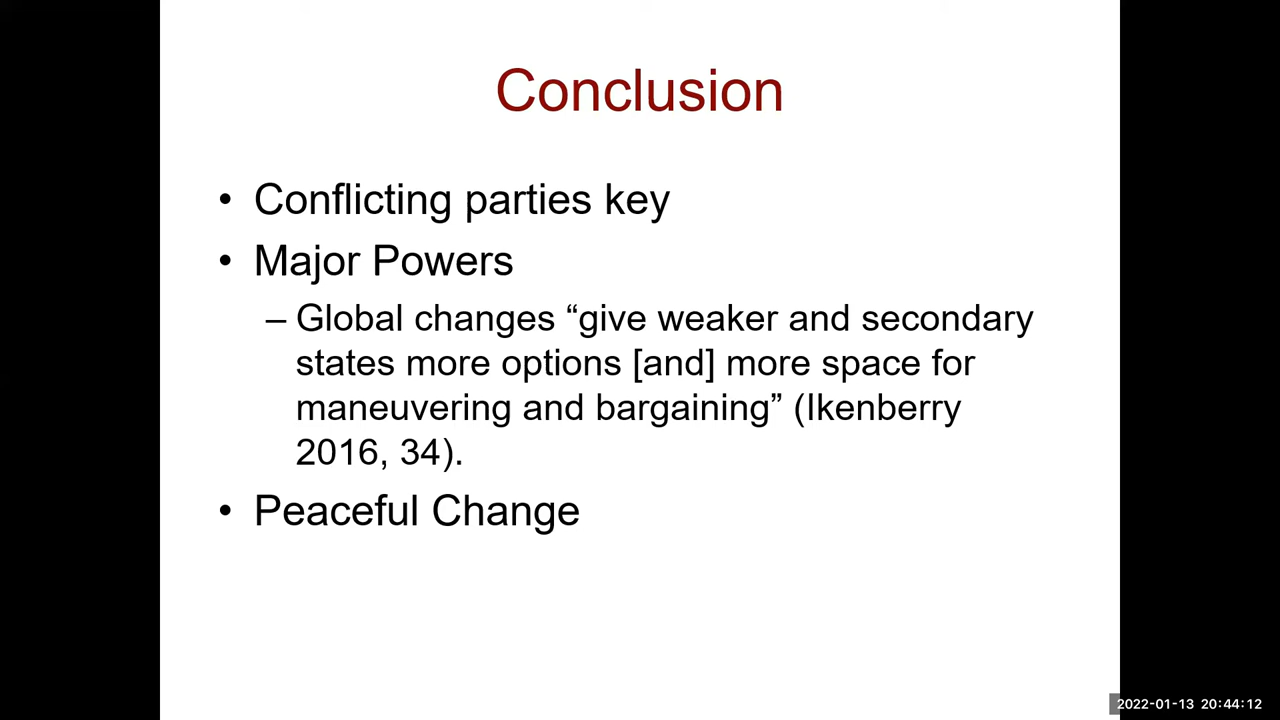 Conclusion
• Conflicting parties key
• Major Powers
– Global changes “give weaker and secondary
states more options [and] more space for
maneuvering and bargaining” (Ikenberry
2016, 34).
• Peaceful Change
2022-01-13 20:44:12